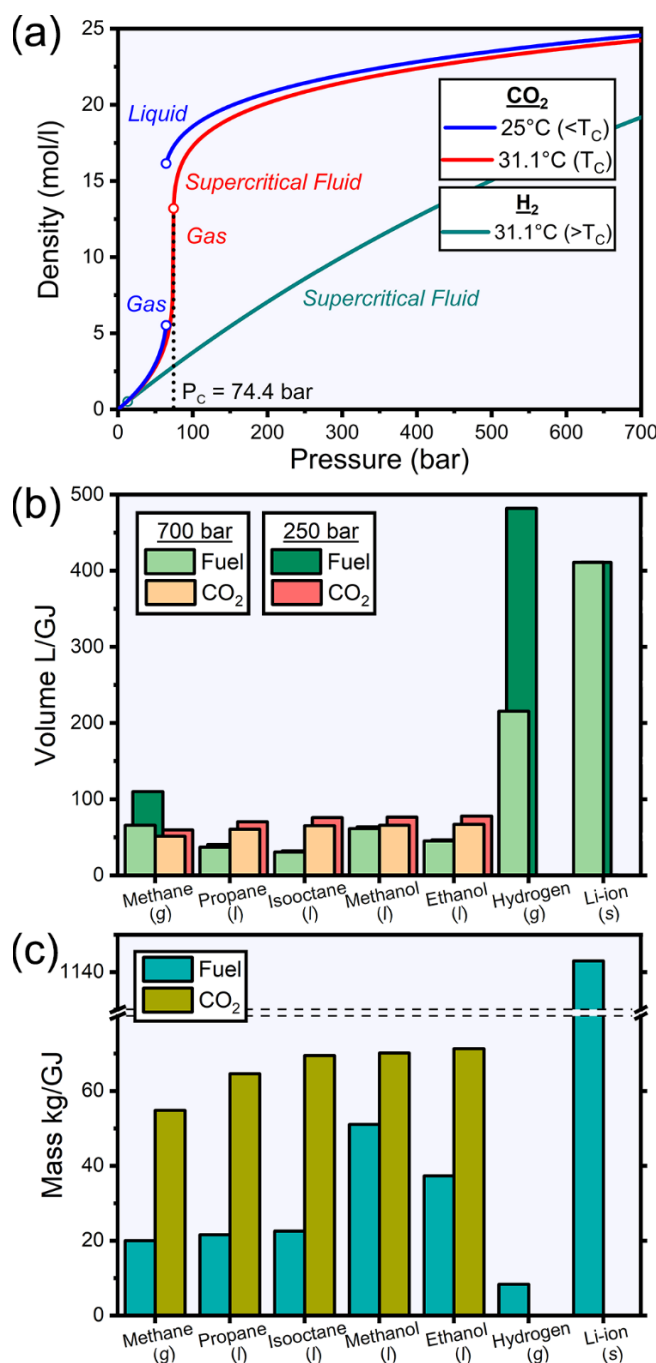 (a)
25
20
15
10
5
0
Density (mol/l)
Liquid
Supercritical Fluid
Gas
Gas
Supercritical Fluid
P_C = 74.4 bar
CO₂
25°C (<T_C)
31.1°C (T_C)
H₂
31.1°C (>T_C)
0 100 200 300 400 500 600 700
Pressure (bar)
(b)
500
400
300
200
100
0
Volume L/GJ
700 bar
Fuel
CO₂
250 bar
Fuel
CO₂
Methane (g)
Propane (l)
Isooctane (l)
Methanol (l)
Ethanol (l)
Hydrogen (g)
Li-ion (s)
(c)
1140
60
40
20
0
Mass kg/GJ
Fuel
CO₂
Methane (g)
Propane (l)
Isooctane (l)
Methanol (l)
Ethanol (l)
Hydrogen (g)
Li-ion (s)